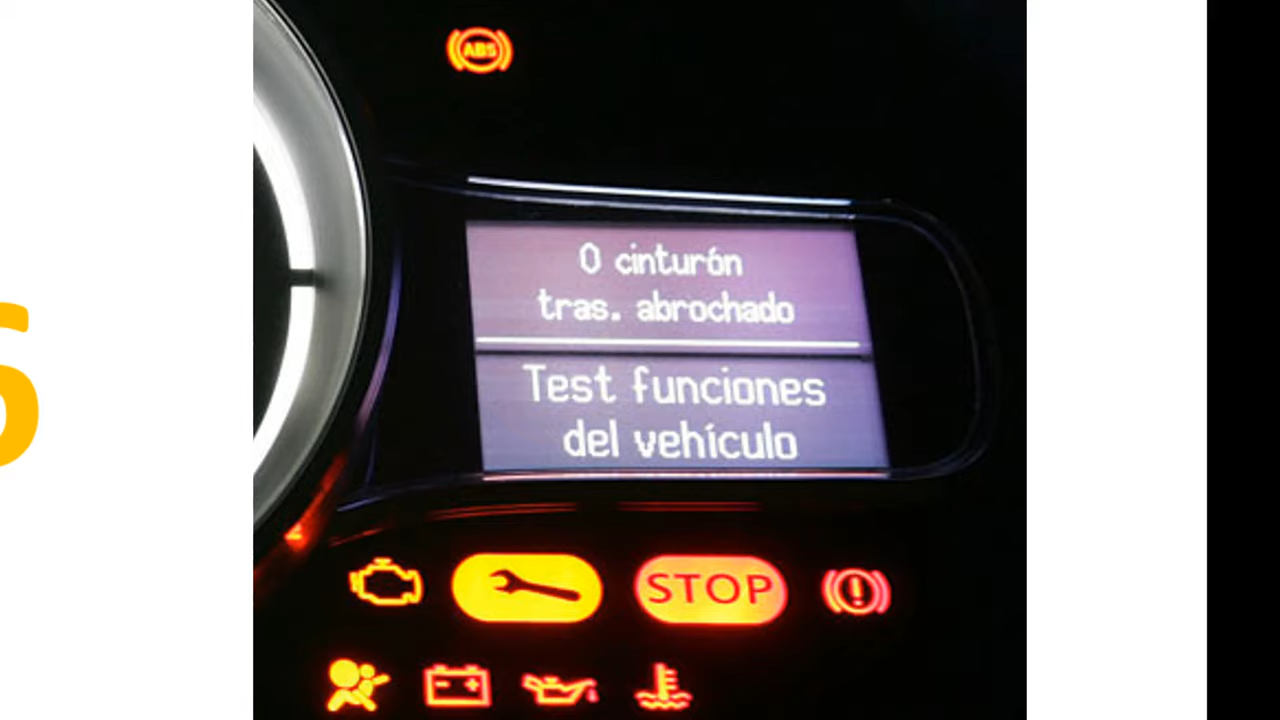 ABS
0 cinturón
tras. abrochado
Test funciones
del vehículo
STOP